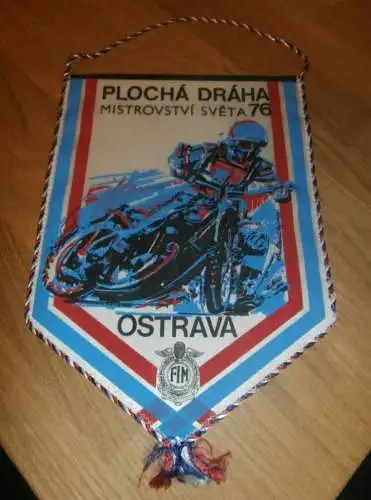 PLOCHÁ DRÁHA
MISTROVSTVÍ SVĚTA 76
OSTRAVA
FIM